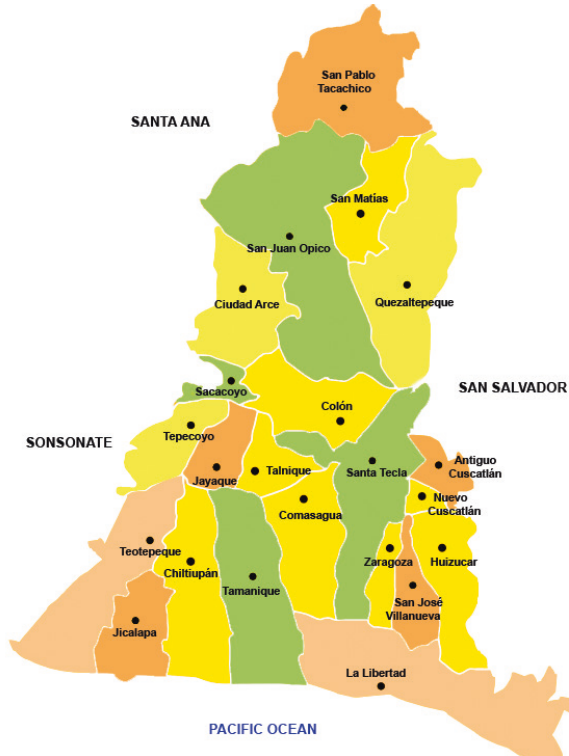 San Pablo
Tacachico
SANTA ANA
San Matías
San Juan Opico
Ciudad Arce
Quezaltepeque
Sacacoyo
SAN SALVADOR
Colón
SONSONATE
Tepecoyo
Antiguo
Cuscatlán
Jayaque
Talnique
Santa Tecla
Nuevo
Cuscatlán
Comasagua
Teotepeque
Zaragoza
Huizucar
Chiltiupán
Tamanique
San José
Villanueva
Jicalapa
La Libertad
PACIFIC OCEAN